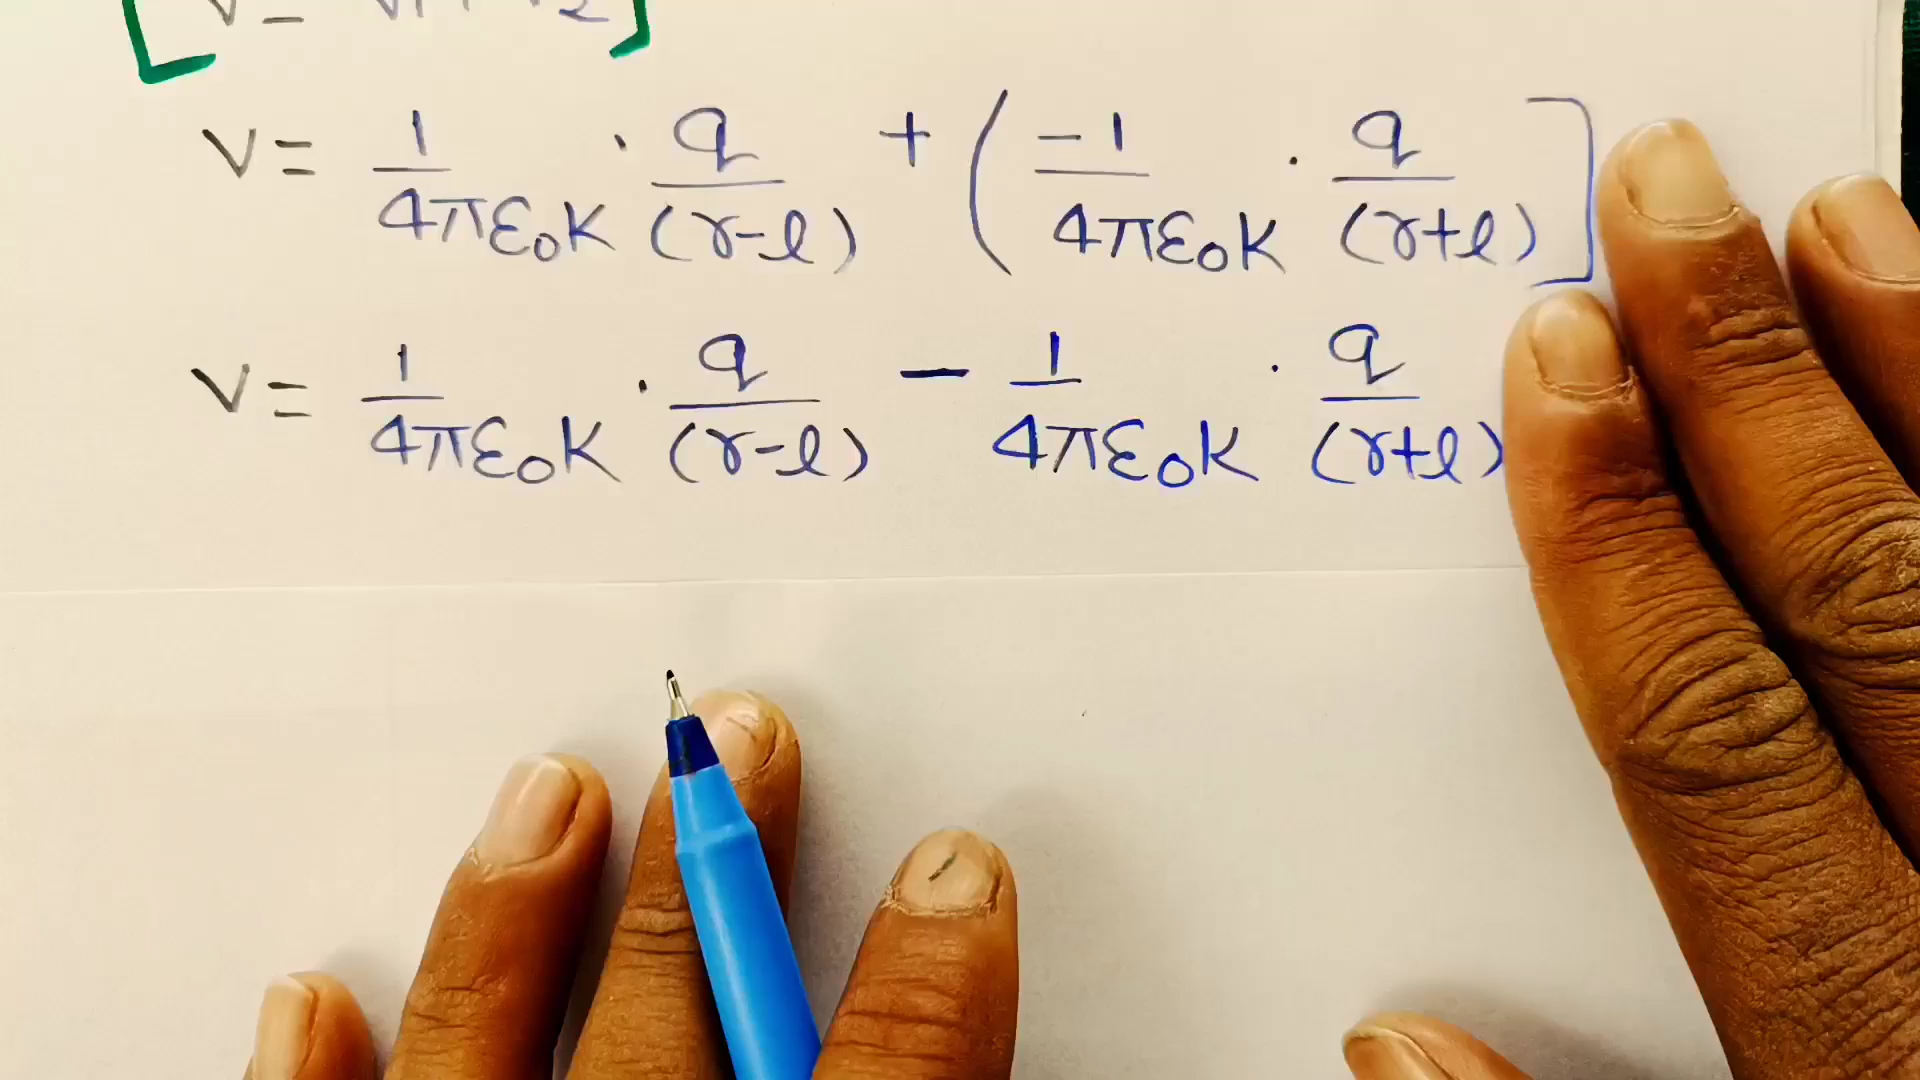 V = 1/4πε₀K · q/(r-l) + (-1/4πε₀K · q/(r+l)]
V = 1/4πε₀K · q/(r-l) - 1/4πε₀K · q/(r+l)